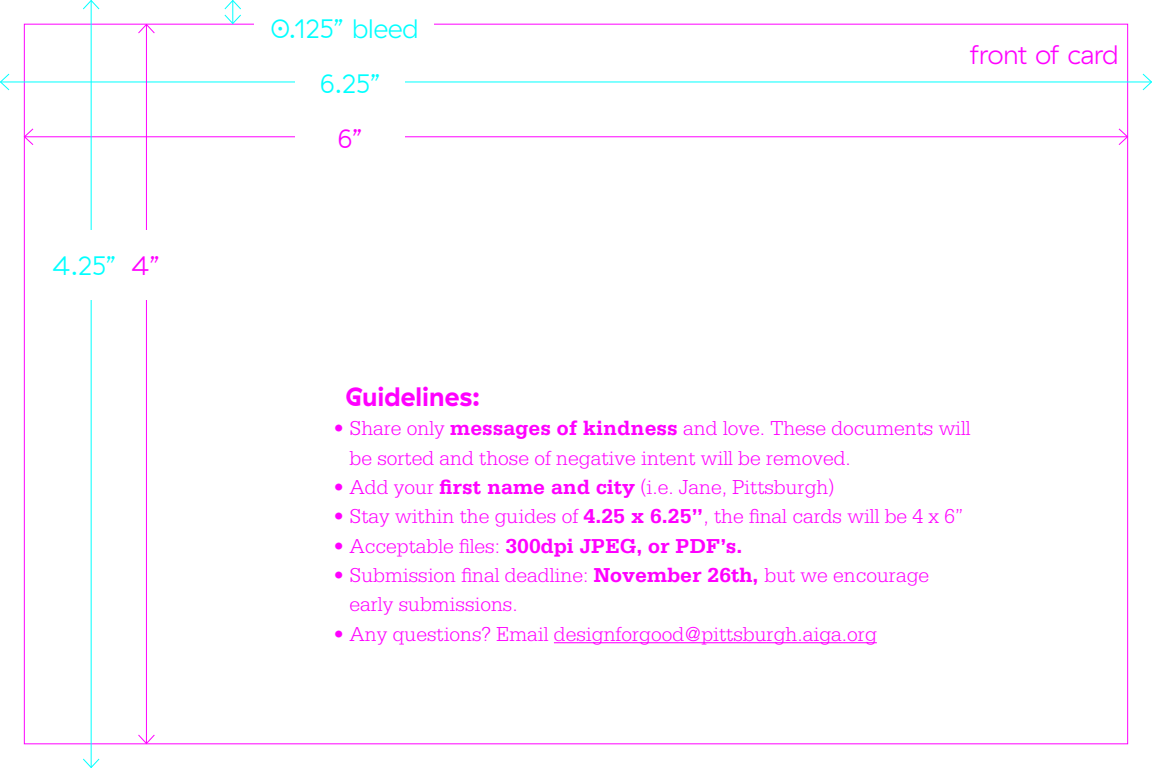 0.125” bleed
front of card
6.25”
6”
4.25” 4”
Guidelines:
• Share only messages of kindness and love. These documents will
be sorted and those of negative intent will be removed.
• Add your first name and city (i.e. Jane, Pittsburgh)
• Stay within the guides of 4.25 x 6.25”, the final cards will be 4 x 6”
• Acceptable files: 300dpi JPEG, or PDF’s.
• Submission final deadline: November 26th, but we encourage
early submissions.
• Any questions? Email designforgood@pittsburgh.aiga.org